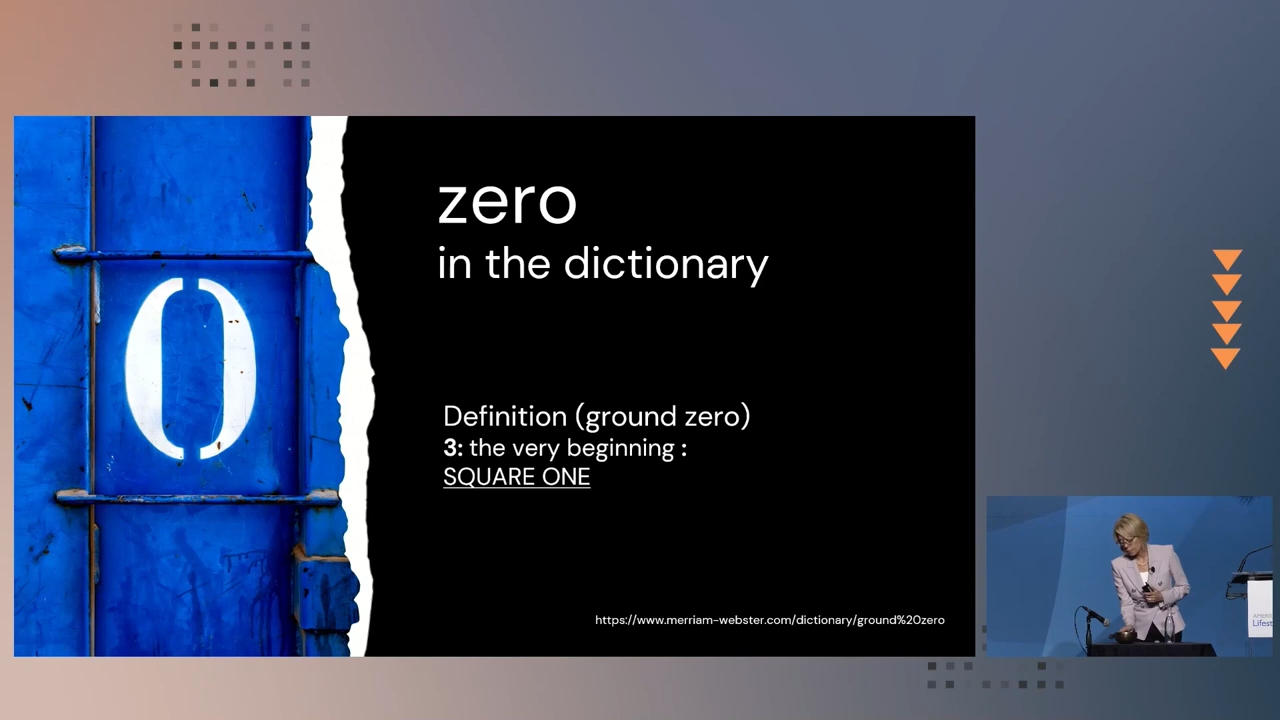 0
zero
in the dictionary
Definition (ground zero)
3: the very beginning :
SQUARE ONE
https://www.merriam-webster.com/dictionary/ground%20zero
Lifest